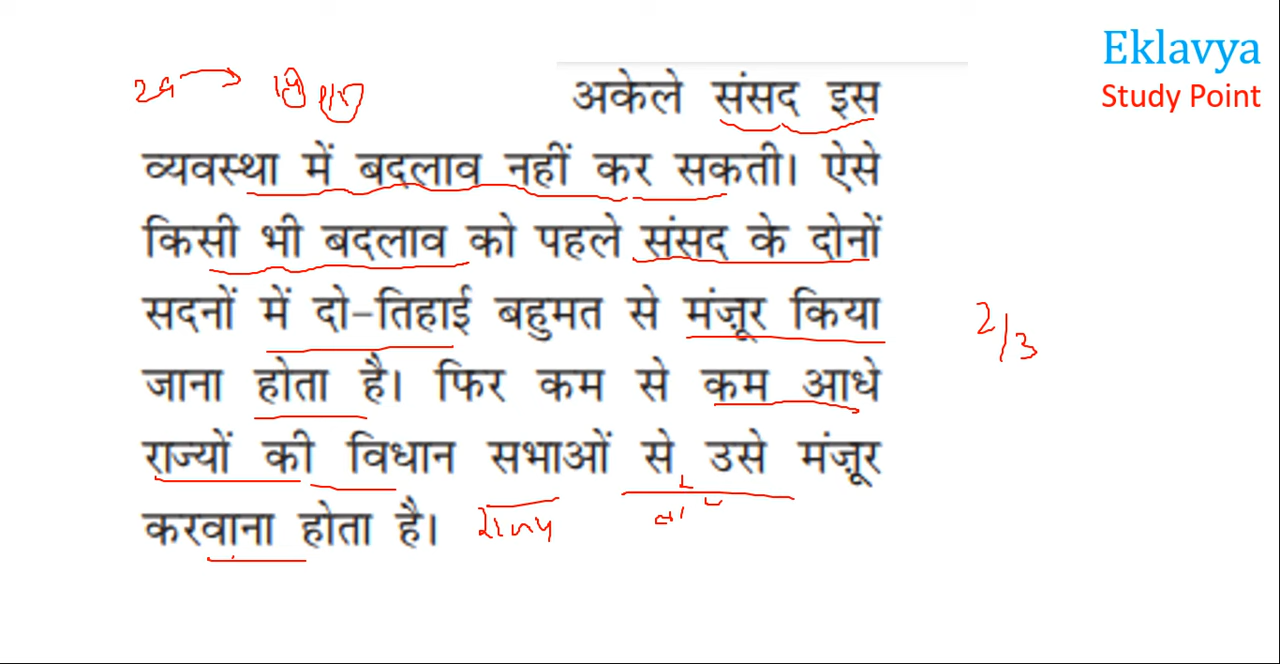 Eklavya
Study Point
अकेले संसद इस
व्यवस्था में बदलाव नहीं कर सकती। ऐसे
किसी भी बदलाव को पहले संसद के दोनों
सदनों में दो-तिहाई बहुमत से मंज़ूर किया
2/3
जाना होता है। फिर कम से कम आधे
राज्यों की विधान सभाओं से उसे मंज़ूर
करवाना होता है।
राज्य